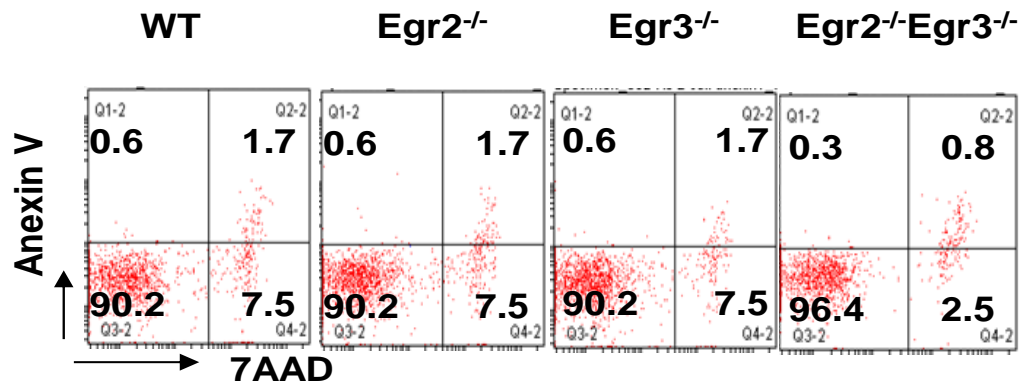 WT Egr2-/- Egr3-/- Egr2-/-Egr3-/-
Q1-2 Q2-2 Q1-2 Q2-2 Q1-2 Q2-2 Q1-2 Q2-2
0.6 1.7 0.6 1.7 0.6 1.7 0.3 0.8
Anexin V
90.2 7.5 90.2 7.5 90.2 7.5 96.4 2.5
Q3-2 Q4-2 Q3-2 Q4-2 Q3-2 Q4-2 Q3-2 Q4-2
7AAD